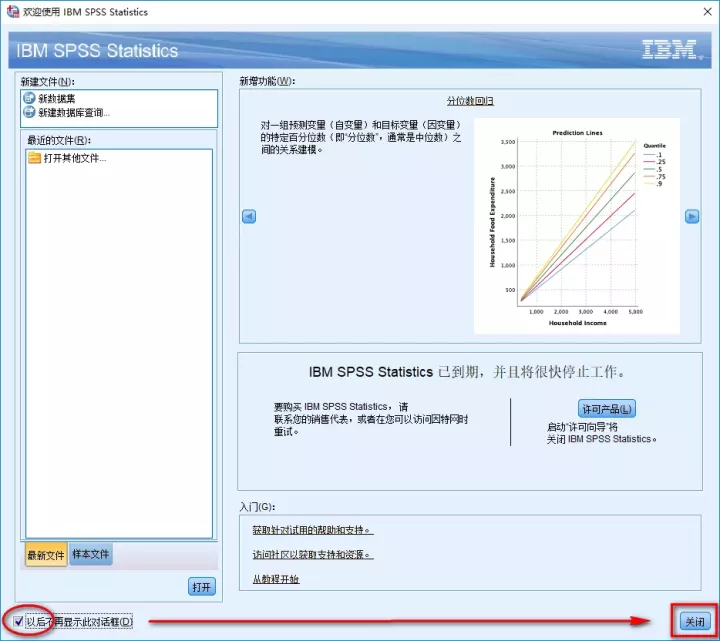 欢迎使用 IBM SPSS Statistics
IBM SPSS Statistics
IBM
新建文件(N):
新数据集
新建数据库查询...
最近的文件(R):
打开其他文件...
最新文件 样本文件
打开
新增功能(W):
分位数回归
对一组预测变量（自变量）和目标变量（因变量）
的特定百分位数（即“分位数”，通常是中位数）之
间的关系建模。
Prediction Lines
Quantile
.1
.25
.5
.75
.9
Household Food Expenditure
3,500
3,000
2,500
2,000
1,500
1,000
500
1,000 2,000 3,000 4,000 5,000
Household Income
IBM SPSS Statistics 已到期，并且将很快停止工作。
要购买 IBM SPSS Statistics，请
联系您的销售代表，或者在您可以访问因特网时
重试。
许可产品(L)
启动“许可向导”将
关闭 IBM SPSS Statistics。
入门(G):
获取针对试用的帮助和支持。
访问社区以获取支持和资源。
从教程开始
以后不再显示此对话框(D)
关闭